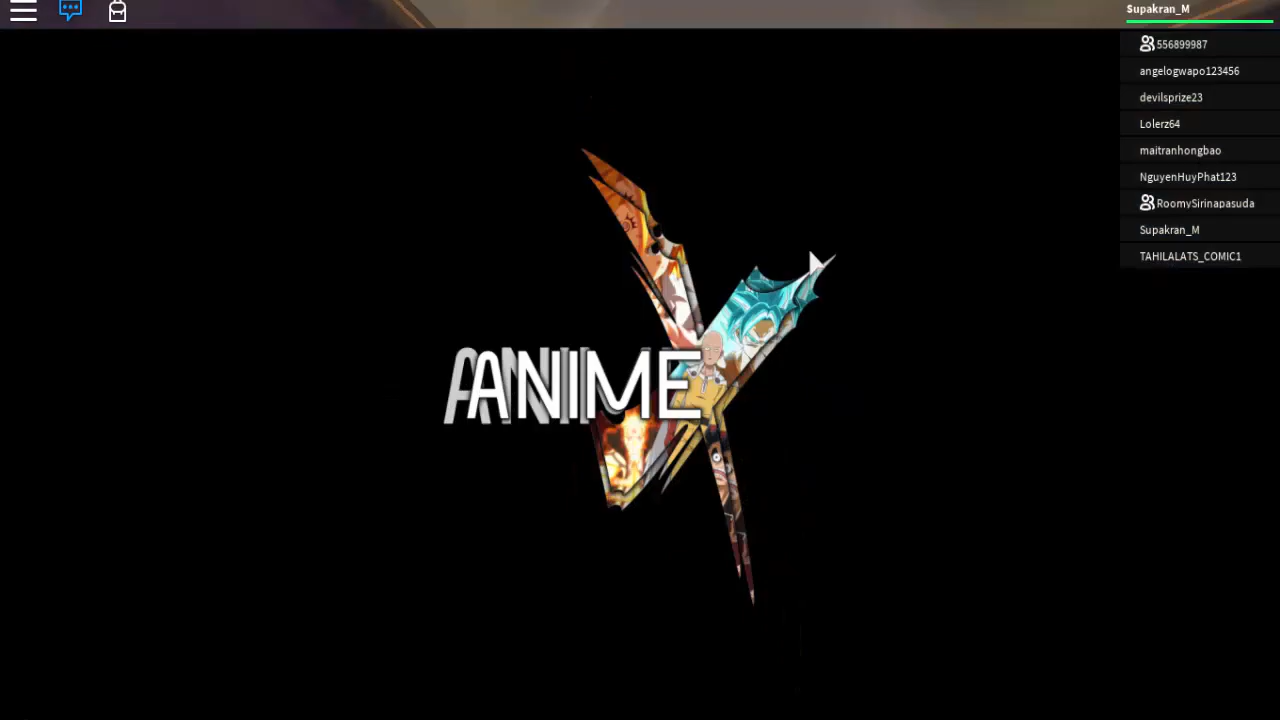 Supakran_M
556899987
angelogwapo123456
devilsprize23
Lolerz64
maitranhongbao
NguyenHuyPhat123
RoomySirinapasuda
Supakran_M
TAHILALATS_COMIC1
ANIME